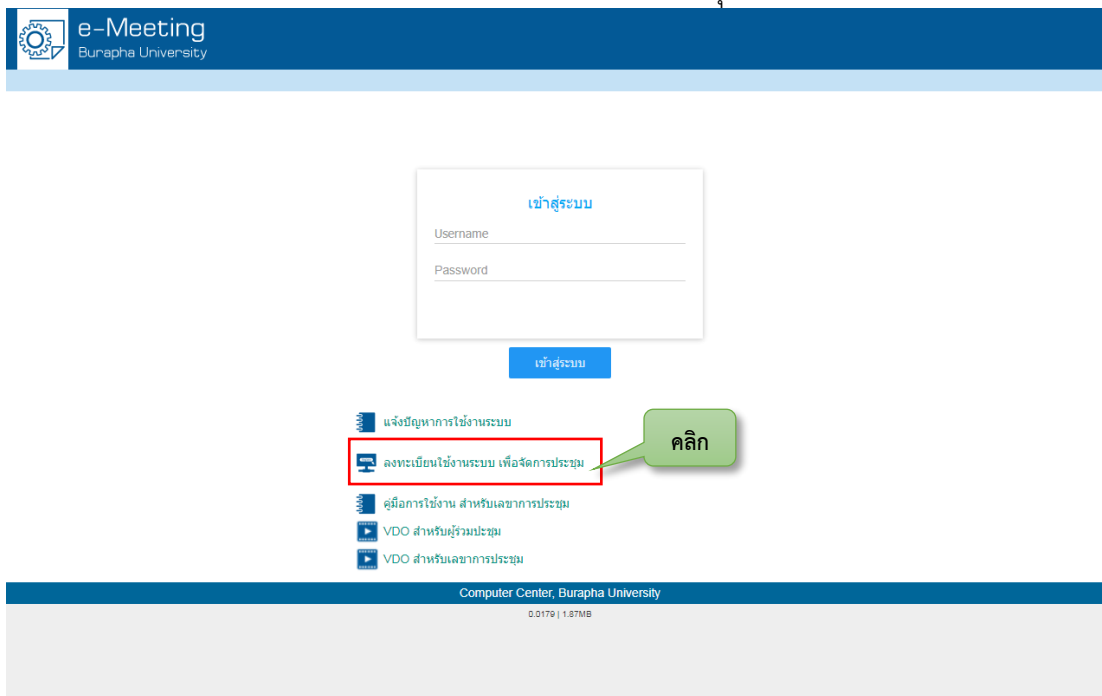 e-Meeting
Burapha University
เข้าสู่ระบบ
Username
Password
เข้าสู่ระบบ
แจ้งปัญหาการใช้งานระบบ
ลงทะเบียนใช้งานระบบ เพื่อจัดการประชุม
คลิก
คู่มือการใช้งาน สำหรับเลขาการประชุม
VDO สำหรับผู้ร่วมปะชุม
VDO สำหรับเลขาการประชุม
Computer Center, Burapha University
0.0179 | 1.87MB